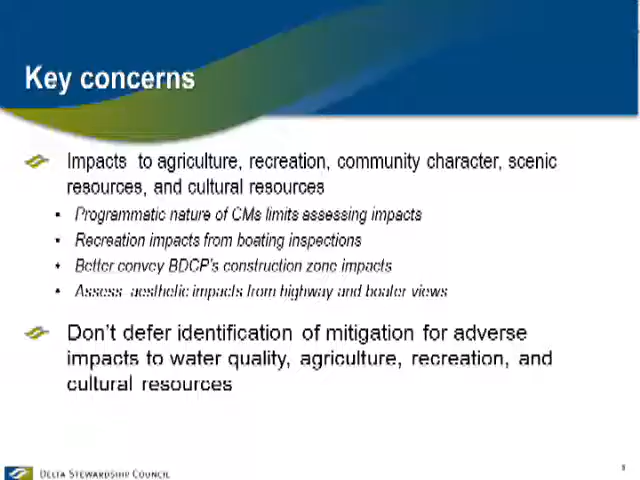 Key concerns
Impacts to agriculture, recreation, community character, scenic
resources, and cultural resources
• Programmatic nature of CMs limits assessing impacts
• Recreation impacts from boating inspections
• Better convey BDCP's construction zone impacts
• Assess aesthetic impacts from highway and boater views
Don't defer identification of mitigation for adverse
impacts to water quality, agriculture, recreation, and
cultural resources
DELTA STEWARDSHIP COUNCIL